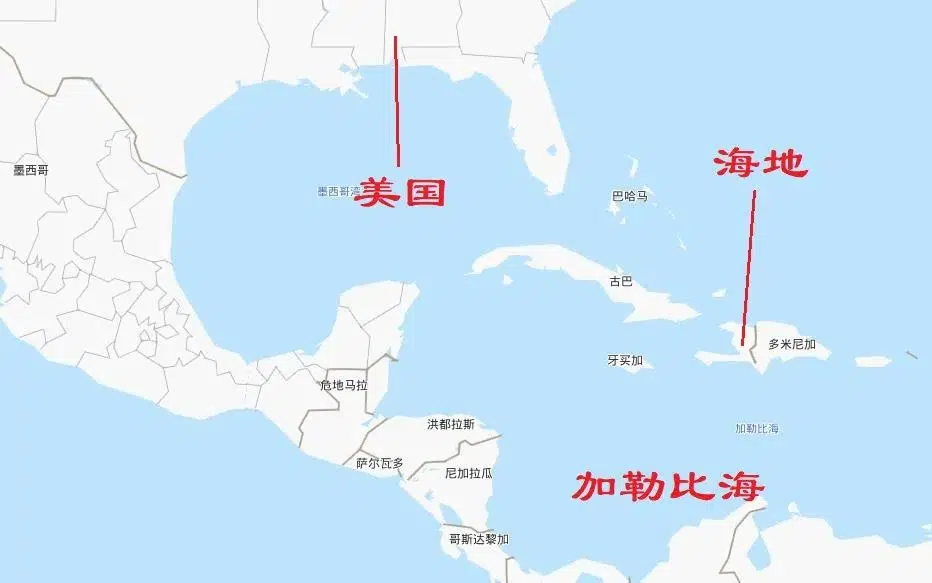 海地
墨西哥
墨西哥湾
美国
巴哈马
古巴
多米尼加
牙买加
危地马拉
洪都拉斯
加勒比海
萨尔瓦多
尼加拉瓜
加勒比海
哥斯达黎加